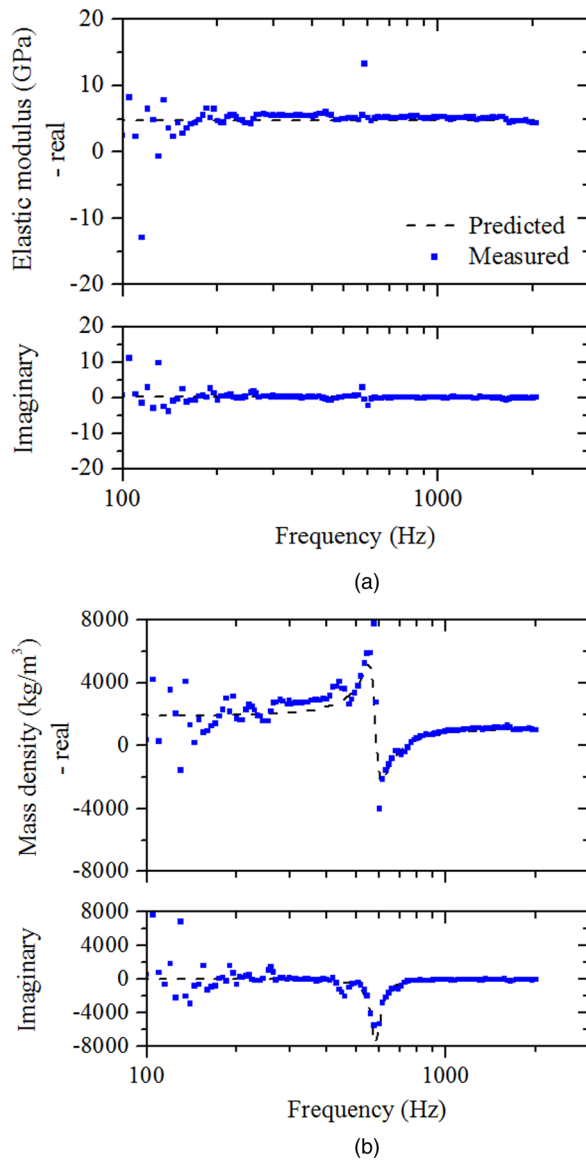 20
10
0
-10
-20
Elastic modulus (GPa)
- real
Predicted
Measured
20
10
0
-10
-20
Imaginary
100
1000
Frequency (Hz)
(a)
8000
4000
0
-4000
-8000
Mass density (kg/m³)
- real
8000
4000
0
-4000
-8000
Imaginary
100
1000
Frequency (Hz)
(b)